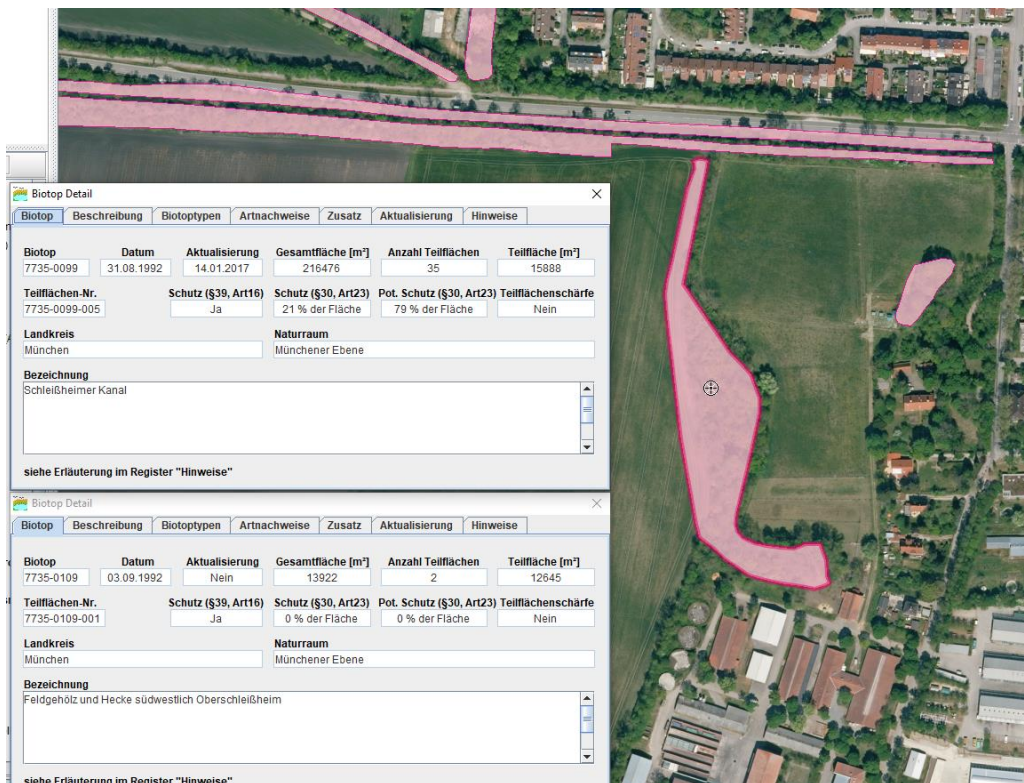 Biotop Detail
Biotop Beschreibung Biotoptypen Artnachweise Zusatz Aktualisierung Hinweise
Biotop Datum Aktualisierung Gesamtfläche [m²] Anzahl Teilflächen Teilfläche [m²]
7735-0099 31.08.1992 14.01.2017 216476 35 15888
Teilflächen-Nr. Schutz (§39, Art16) Schutz (§30, Art23) Pot. Schutz (§30, Art23) Teilflächenschärfe
7735-0099-005 Ja 21 % der Fläche 79 % der Fläche Nein
Landkreis Naturraum
München Münchener Ebene
Bezeichnung
Schleißheimer Kanal
siehe Erläuterung im Register "Hinweise"
Biotop Detail
Biotop Beschreibung Biotoptypen Artnachweise Zusatz Aktualisierung Hinweise
Biotop Datum Aktualisierung Gesamtfläche [m²] Anzahl Teilflächen Teilfläche [m²]
7735-0109 03.09.1992 Nein 13922 2 12645
Teilflächen-Nr. Schutz (§39, Art16) Schutz (§30, Art23) Pot. Schutz (§30, Art23) Teilflächenschärfe
7735-0109-001 Ja 0 % der Fläche 0 % der Fläche Nein
Landkreis Naturraum
München Münchener Ebene
Bezeichnung
Feldgehölz und Hecke südwestlich Oberschleißheim
siehe Erläuterung im Register "Hinweise"